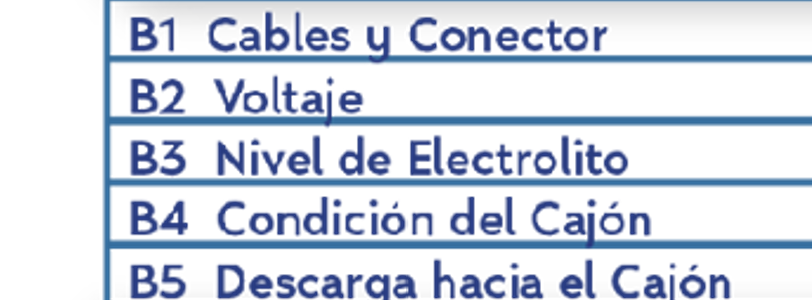 B1 Cables y Conector
B2 Voltaje
B3 Nivel de Electrolito
B4 Condición del Cajón
B5 Descarga hacia el Cajón